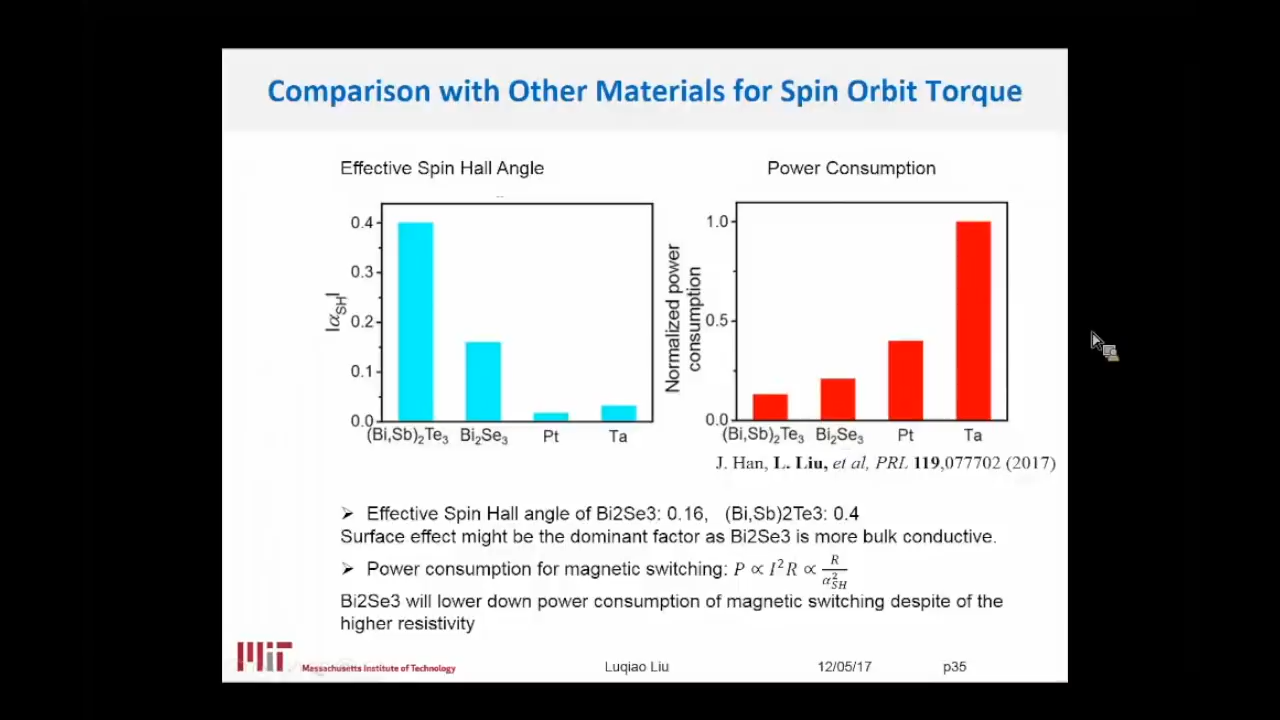 Comparison with Other Materials for Spin Orbit Torque
Effective Spin Hall Angle
Power Consumption
|α_SH|
0.4
0.3
0.2
0.1
0.0
(Bi,Sb)₂Te₃ Bi₂Se₃ Pt Ta
Normalized power
consumption
1.0
0.5
0.0
(Bi,Sb)₂Te₃ Bi₂Se₃ Pt Ta
J. Han, L. Liu, et al, PRL 119,077702 (2017)
➢ Effective Spin Hall angle of Bi2Se3: 0.16, (Bi,Sb)2Te3: 0.4
Surface effect might be the dominant factor as Bi2Se3 is more bulk conductive.
➢ Power consumption for magnetic switching: P ∝ I²R ∝ R/α²_SH
Bi2Se3 will lower down power consumption of magnetic switching despite of the
higher resistivity
MIT Massachusetts Institute of Technology
Luqiao Liu
12/05/17
p35